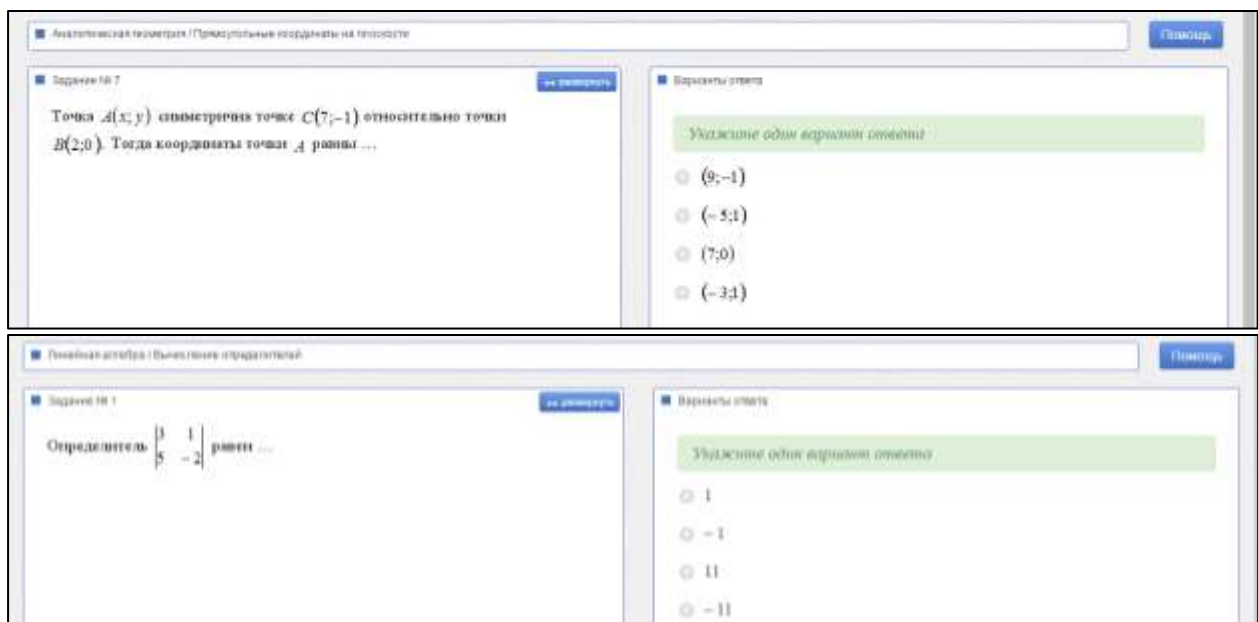 Аналитическая геометрия / Прямоугольные координаты на плоскости
Помощь
Задание № 7
развернуть
Точка A(x; y) симметрична точке C(7;−1) относительно точки
B(2;0). Тогда координаты точки A равны ...
Варианты ответа
Укажите один вариант ответа
(9;−1)
(−5;1)
(7;0)
(−3;1)
Линейная алгебра / Вычисление определителей
Помощь
Задание № 1
развернуть
Определитель |3 1|
|5 −2| равен ...
Варианты ответа
Укажите один вариант ответа
1
−1
11
−11